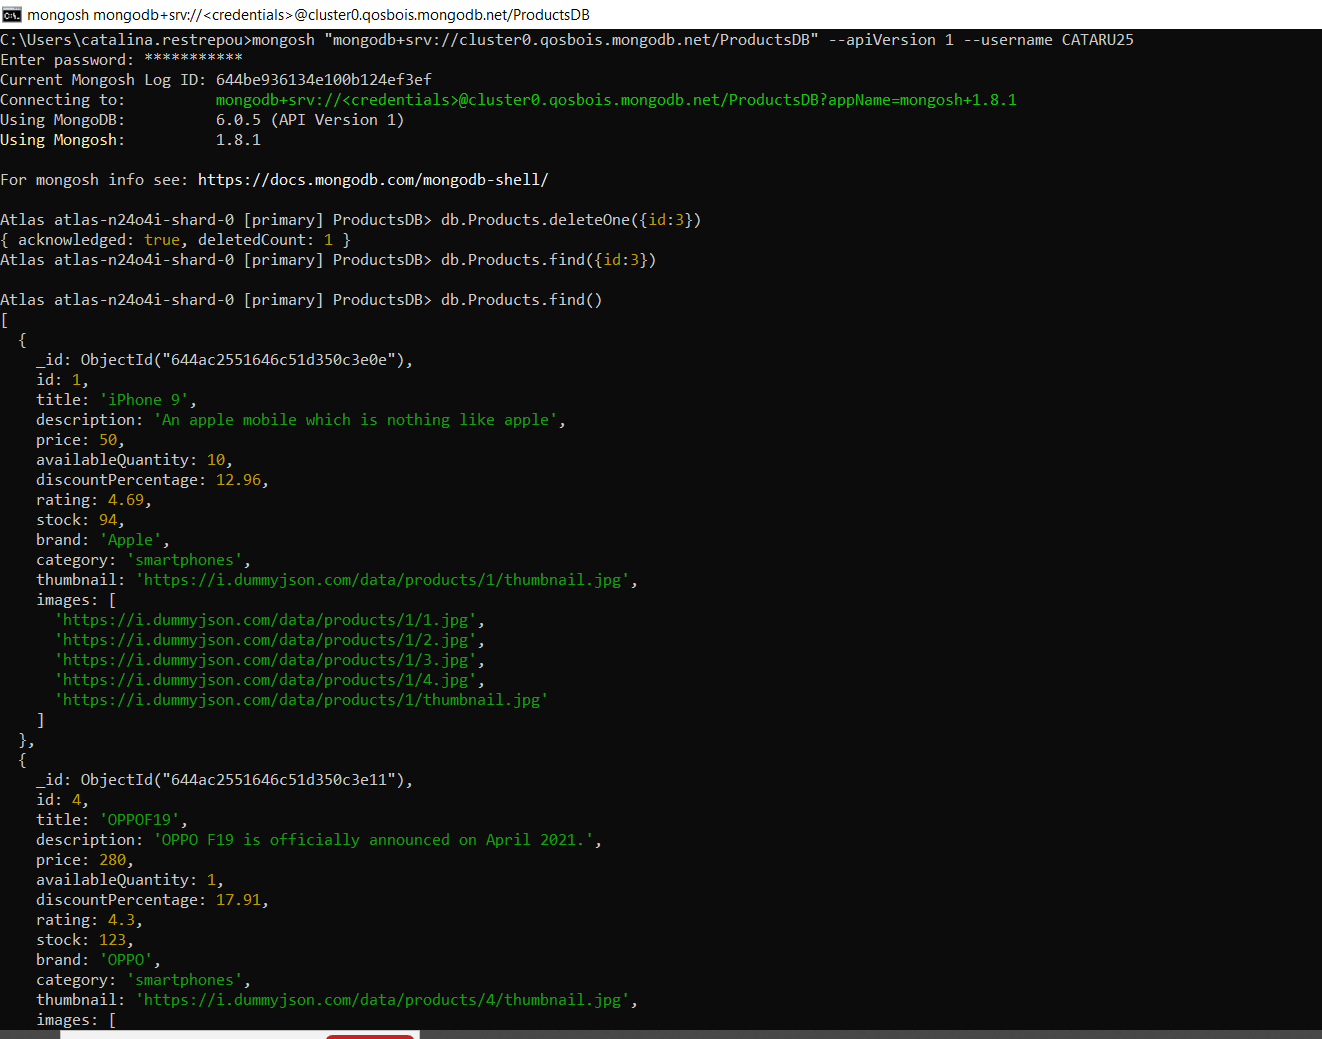 mongosh mongodb+srv://<credentials>@cluster0.qosbois.mongodb.net/ProductsDB
C:\Users\catalina.restrepou>mongosh "mongodb+srv://cluster0.qosbois.mongodb.net/ProductsDB" --apiVersion 1 --username CATARU25
Enter password: ***********
Current Mongosh Log ID: 644be936134e100b124ef3ef
Connecting to:          mongodb+srv://<credentials>@cluster0.qosbois.mongodb.net/ProductsDB?appName=mongosh+1.8.1
Using MongoDB:          6.0.5 (API Version 1)
Using Mongosh:          1.8.1
For mongosh info see: https://docs.mongodb.com/mongodb-shell/
Atlas atlas-n24o4i-shard-0 [primary] ProductsDB> db.Products.deleteOne({id:3})
{ acknowledged: true, deletedCount: 1 }
Atlas atlas-n24o4i-shard-0 [primary] ProductsDB> db.Products.find({id:3})
Atlas atlas-n24o4i-shard-0 [primary] ProductsDB> db.Products.find()
[
  {
    _id: ObjectId("644ac2551646c51d350c3e0e"),
    id: 1,
    title: 'iPhone 9',
    description: 'An apple mobile which is nothing like apple',
    price: 50,
    availableQuantity: 10,
    discountPercentage: 12.96,
    rating: 4.69,
    stock: 94,
    brand: 'Apple',
    category: 'smartphones',
    thumbnail: 'https://i.dummyjson.com/data/products/1/thumbnail.jpg',
    images: [
      'https://i.dummyjson.com/data/products/1/1.jpg',
      'https://i.dummyjson.com/data/products/1/2.jpg',
      'https://i.dummyjson.com/data/products/1/3.jpg',
      'https://i.dummyjson.com/data/products/1/4.jpg',
      'https://i.dummyjson.com/data/products/1/thumbnail.jpg'
    ]
  },
  {
    _id: ObjectId("644ac2551646c51d350c3e11"),
    id: 4,
    title: 'OPPOF19',
    description: 'OPPO F19 is officially announced on April 2021.',
    price: 280,
    availableQuantity: 1,
    discountPercentage: 17.91,
    rating: 4.3,
    stock: 123,
    brand: 'OPPO',
    category: 'smartphones',
    thumbnail: 'https://i.dummyjson.com/data/products/4/thumbnail.jpg',
    images: [